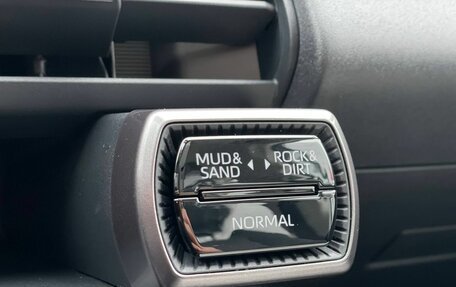 MUD& ROCK&
SAND ◂ ▸ DIRT
NORMAL